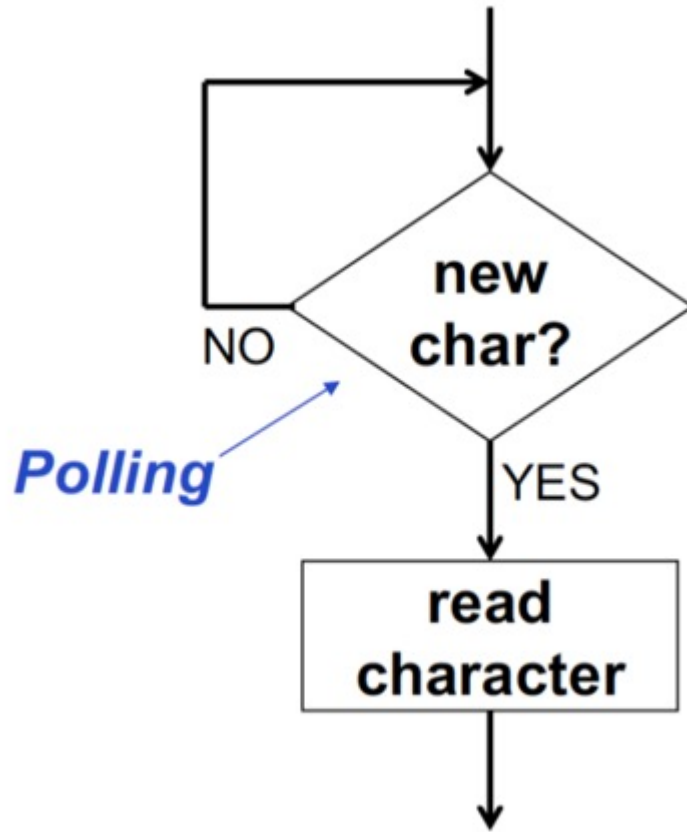 new
char?
NO
Polling
YES
read
character